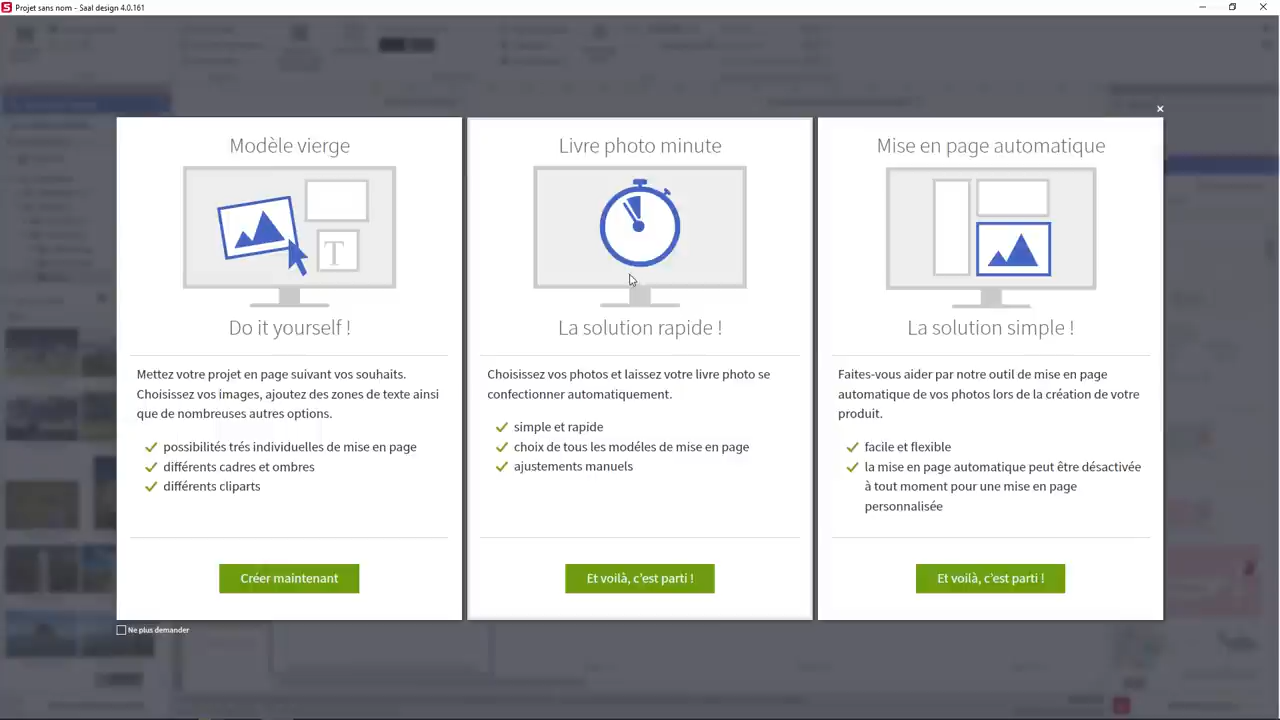 Projet sans nom - Saal design 4.0.161
Modèle vierge
T
Do it yourself !
Mettez votre projet en page suivant vos souhaits.
Choisissez vos images, ajoutez des zones de texte ainsi
que de nombreuses autres options.
possibilités trés individuelles de mise en page
différents cadres et ombres
différents cliparts
Créer maintenant
Livre photo minute
La solution rapide !
Choisissez vos photos et laissez votre livre photo se
confectionner automatiquement.
simple et rapide
choix de tous les modéles de mise en page
ajustements manuels
Et voilà, c'est parti !
Mise en page automatique
La solution simple !
Faites-vous aider par notre outil de mise en page
automatique de vos photos lors de la création de votre
produit.
facile et flexible
la mise en page automatique peut être désactivée
à tout moment pour une mise en page
personnalisée
Et voilà, c'est parti !
Ne plus demander